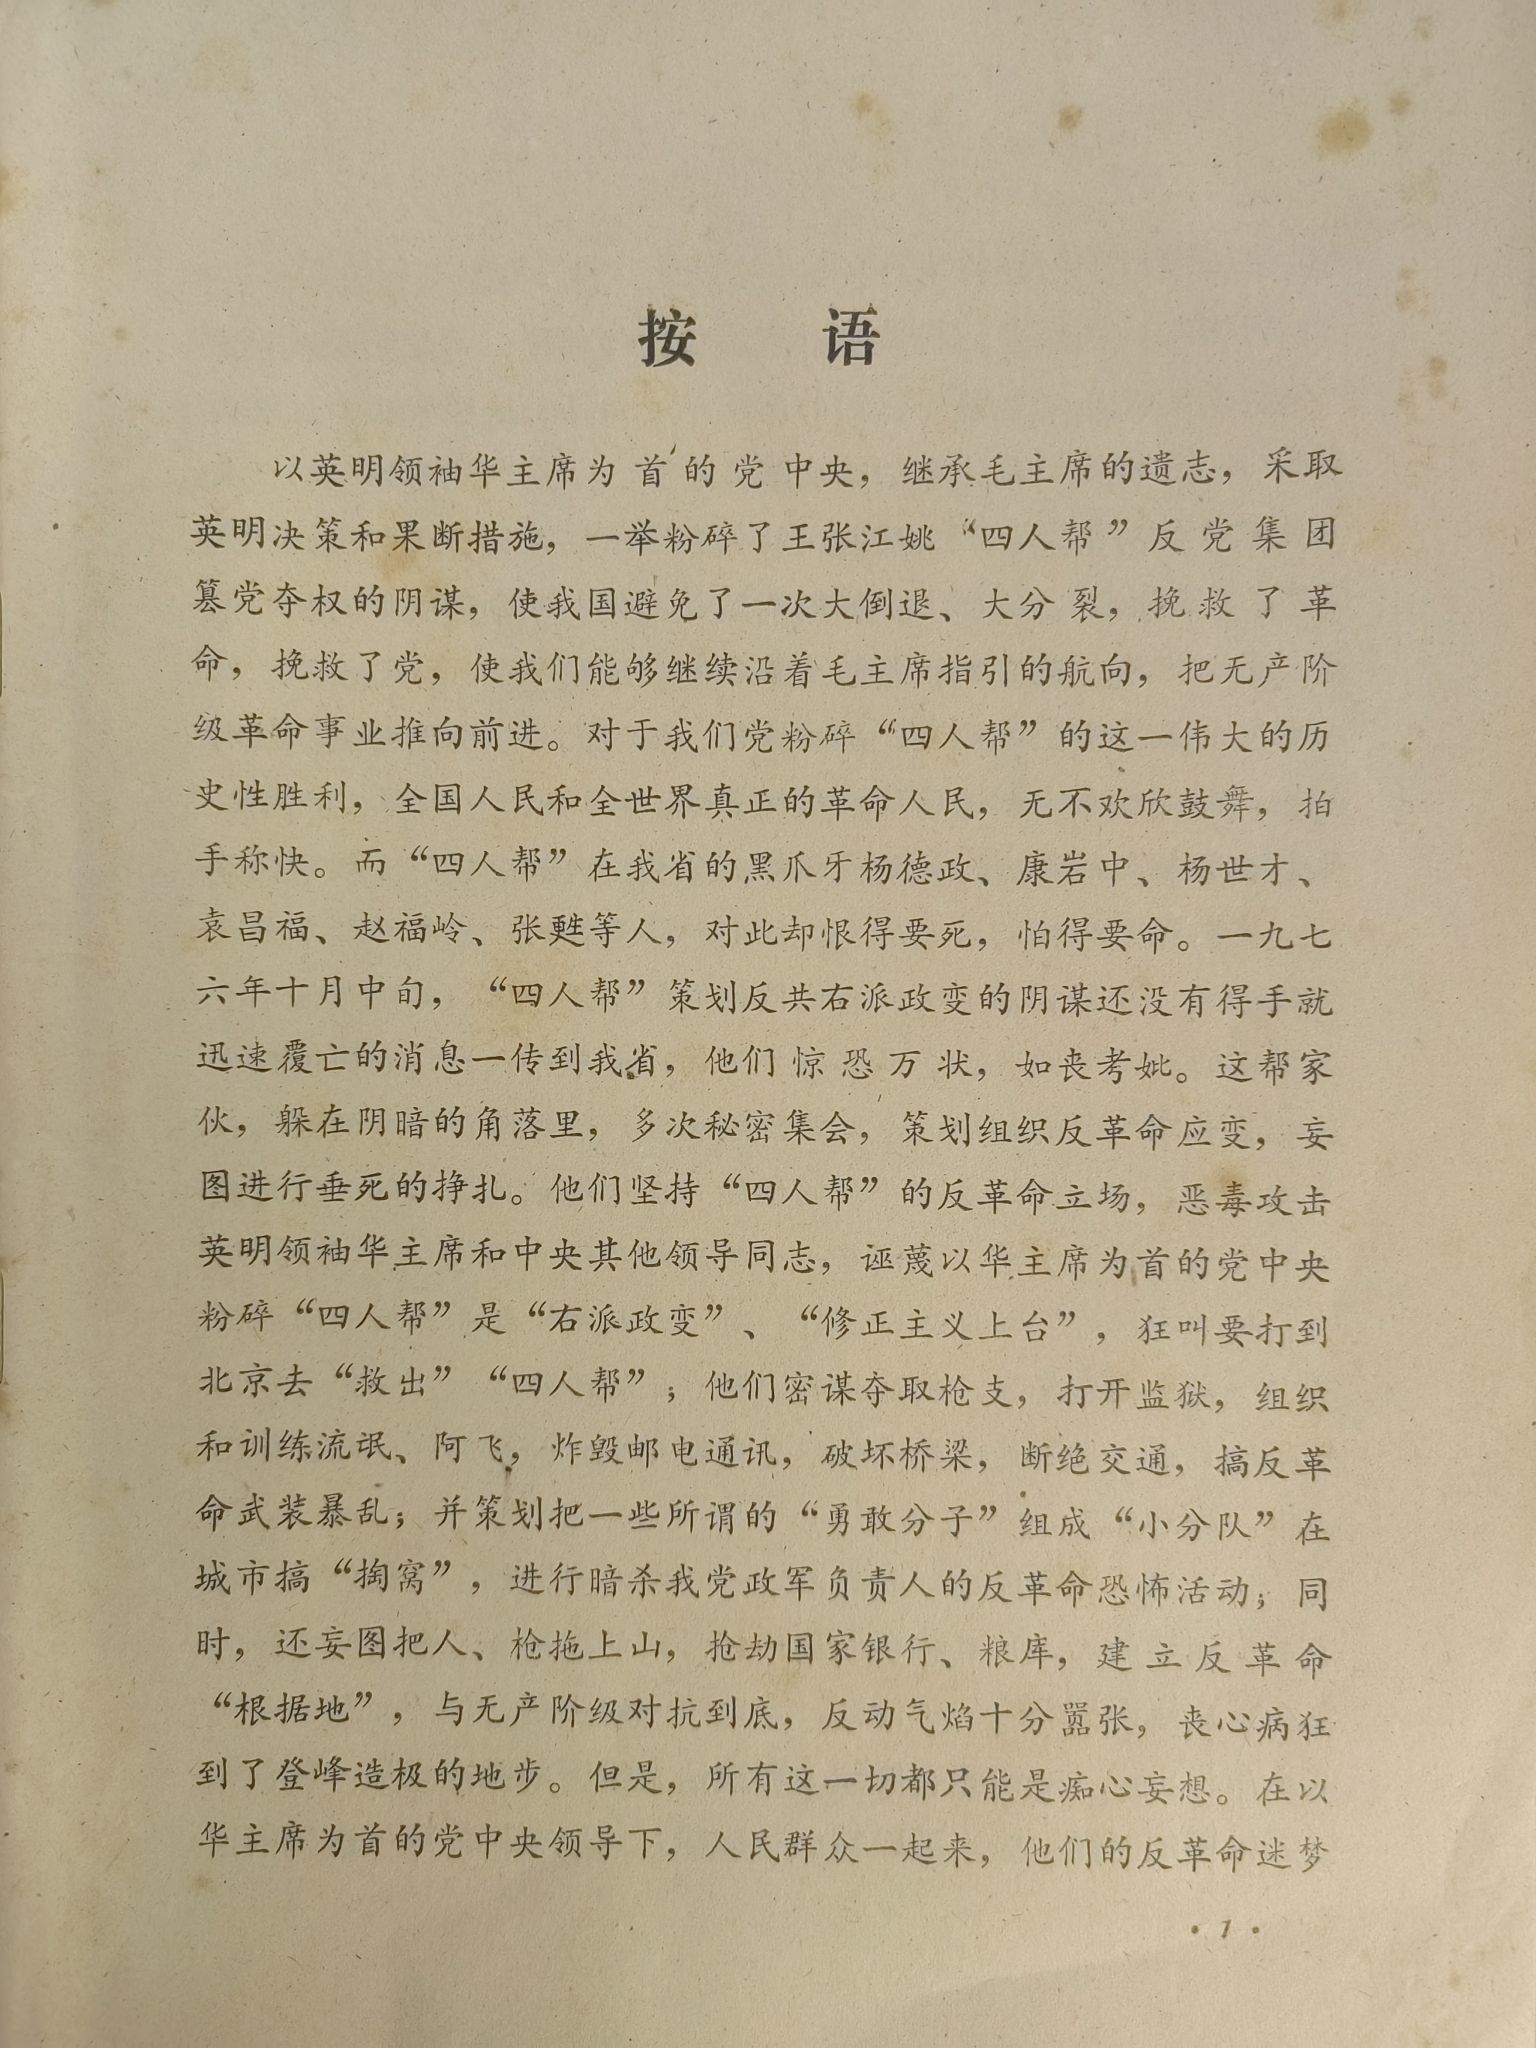 按语
以英明领袖华主席为首的党中央，继承毛主席的遗志，采取
英明决策和果断措施，一举粉碎了王张江姚“四人帮”反党集团
篡党夺权的阴谋，使我国避免了一次大倒退、大分裂，挽救了革
命，挽救了党，使我们能够继续沿着毛主席指引的航向，把无产阶
级革命事业推向前进。对于我们党粉碎“四人帮”的这一伟大的历
史性胜利，全国人民和全世界真正的革命人民，无不欢欣鼓舞，拍
手称快。而“四人帮”在我省的黑爪牙杨德政、康岩中、杨世才、
袁昌福、赵福岭、张甦等人，对此却恨得要死，怕得要命。一九七
六年十月中旬，“四人帮”策划反共右派政变的阴谋还没有得手就
迅速覆亡的消息一传到我省，他们惊恐万状，如丧考妣。这帮家
伙，躲在阴暗的角落里，多次秘密集会，策划组织反革命应变，妄
图进行垂死的挣扎。他们坚持“四人帮”的反革命立场，恶毒攻击
英明领袖华主席和中央其他领导同志，诬蔑以华主席为首的党中央
粉碎“四人帮”是“右派政变”、“修正主义上台”，狂叫要打到
北京去“救出”“四人帮”；他们密谋夺取枪支，打开监狱，组织
和训练流氓、阿飞，炸毁邮电通讯，破坏桥梁，断绝交通，搞反革
命武装暴乱；并策划把一些所谓的“勇敢分子”组成“小分队”在
城市搞“掏窝”，进行暗杀我党政军负责人的反革命恐怖活动；同
时，还妄图把人、枪拖上山，抢劫国家银行、粮库，建立反革命
“根据地”，与无产阶级对抗到底，反动气焰十分嚣张，丧心病狂
到了登峰造极的地步。但是，所有这一切都只能是痴心妄想。在以
华主席为首的党中央领导下，人民群众一起来，他们的反革命迷梦
·1·